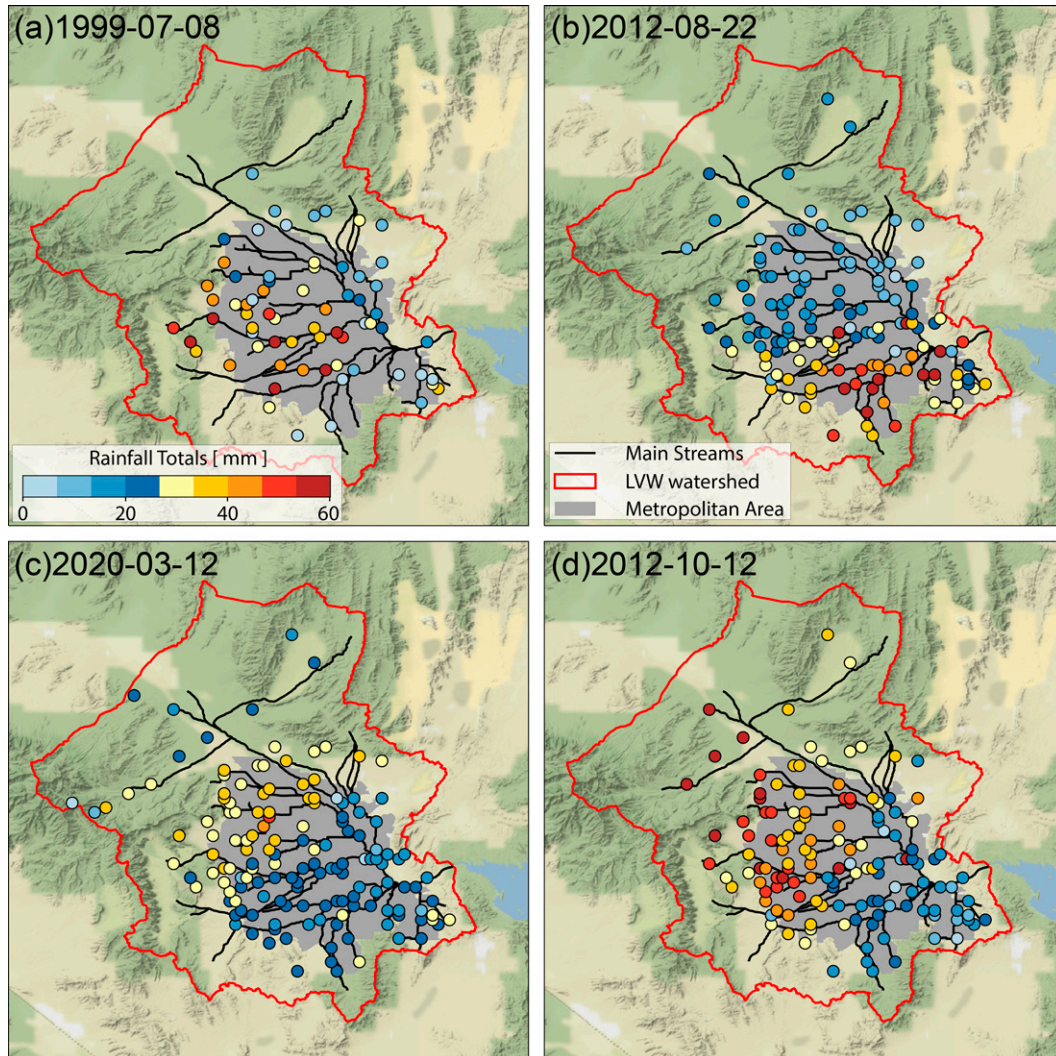 (a)1999-07-08
(b)2012-08-22
Rainfall Totals [mm]
0 20 40 60
Main Streams
LVW watershed
Metropolitan Area
(c)2020-03-12
(d)2012-10-12